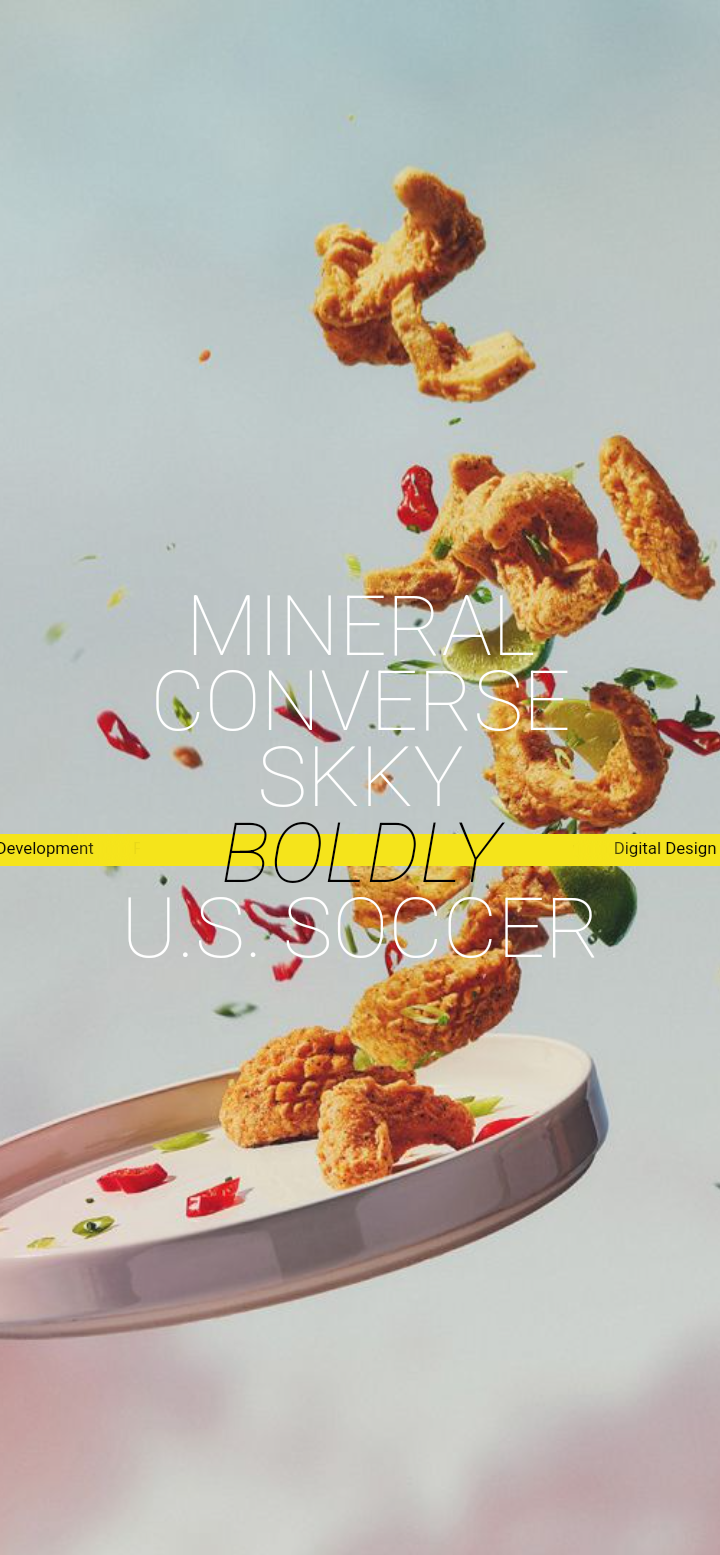 MINERAL
CONVERSE
SKKY
BOLDLY
Development Digital Design
U.S. SOCCER